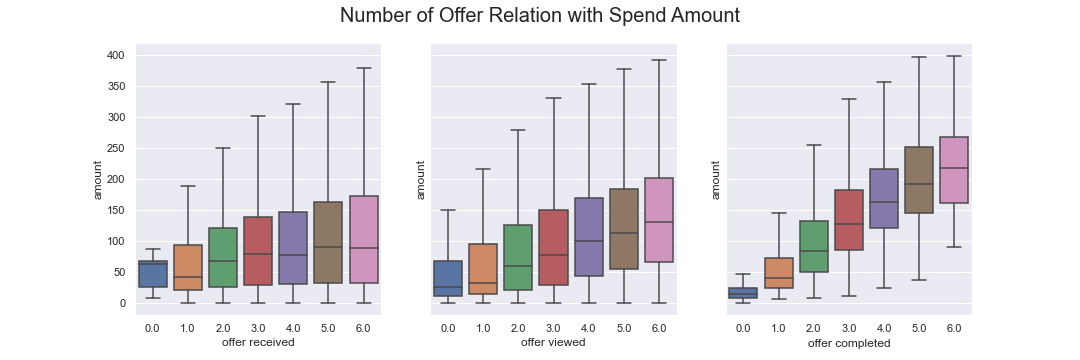 Number of Offer Relation with Spend Amount
400
350
300
250
200
150
100
50
0
amount
0.0 1.0 2.0 3.0 4.0 5.0 6.0
offer received
amount
0.0 1.0 2.0 3.0 4.0 5.0 6.0
offer viewed
amount
0.0 1.0 2.0 3.0 4.0 5.0 6.0
offer completed